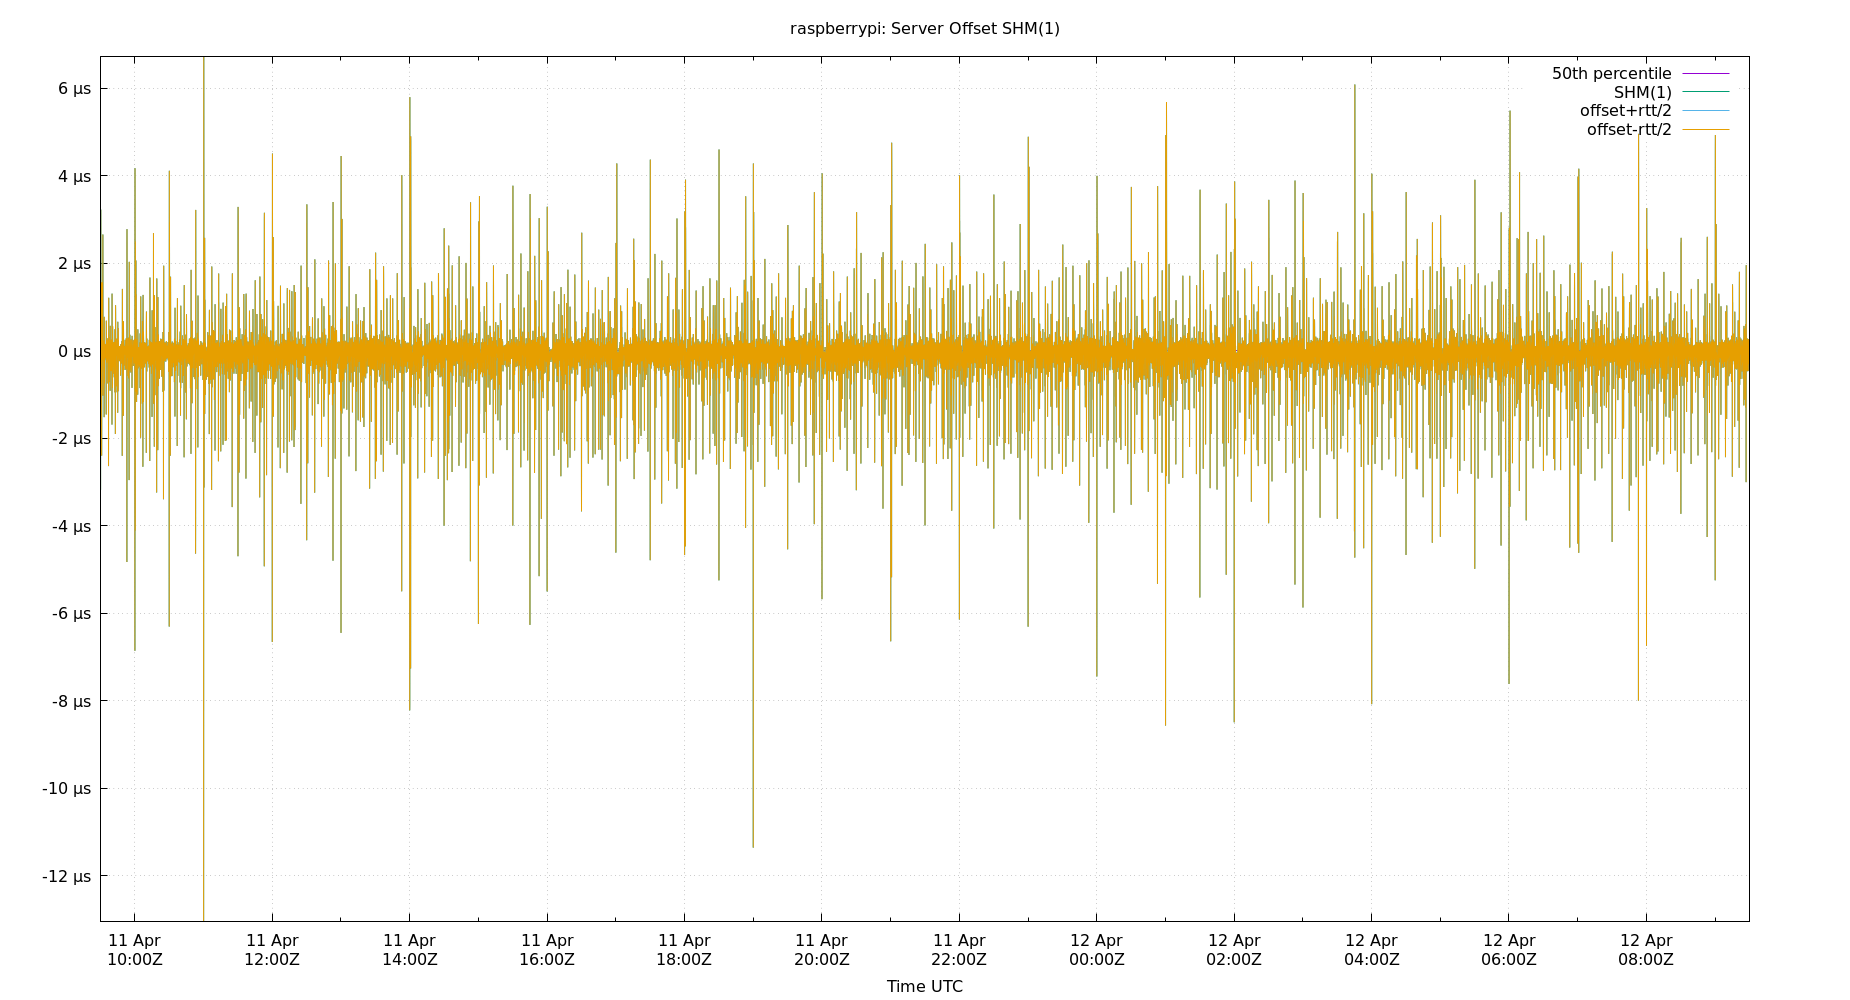 raspberrypi: Server Offset SHM(1)
50th percentile
SHM(1)
offset+rtt/2
offset-rtt/2
6 µs
4 µs
2 µs
0 µs
-2 µs
-4 µs
-6 µs
-8 µs
-10 µs
-12 µs
11 Apr 11 Apr 11 Apr 11 Apr 11 Apr 11 Apr 11 Apr 12 Apr 12 Apr 12 Apr 12 Apr 12 Apr
10:00Z 12:00Z 14:00Z 16:00Z 18:00Z 20:00Z 22:00Z 00:00Z 02:00Z 04:00Z 06:00Z 08:00Z
Time UTC